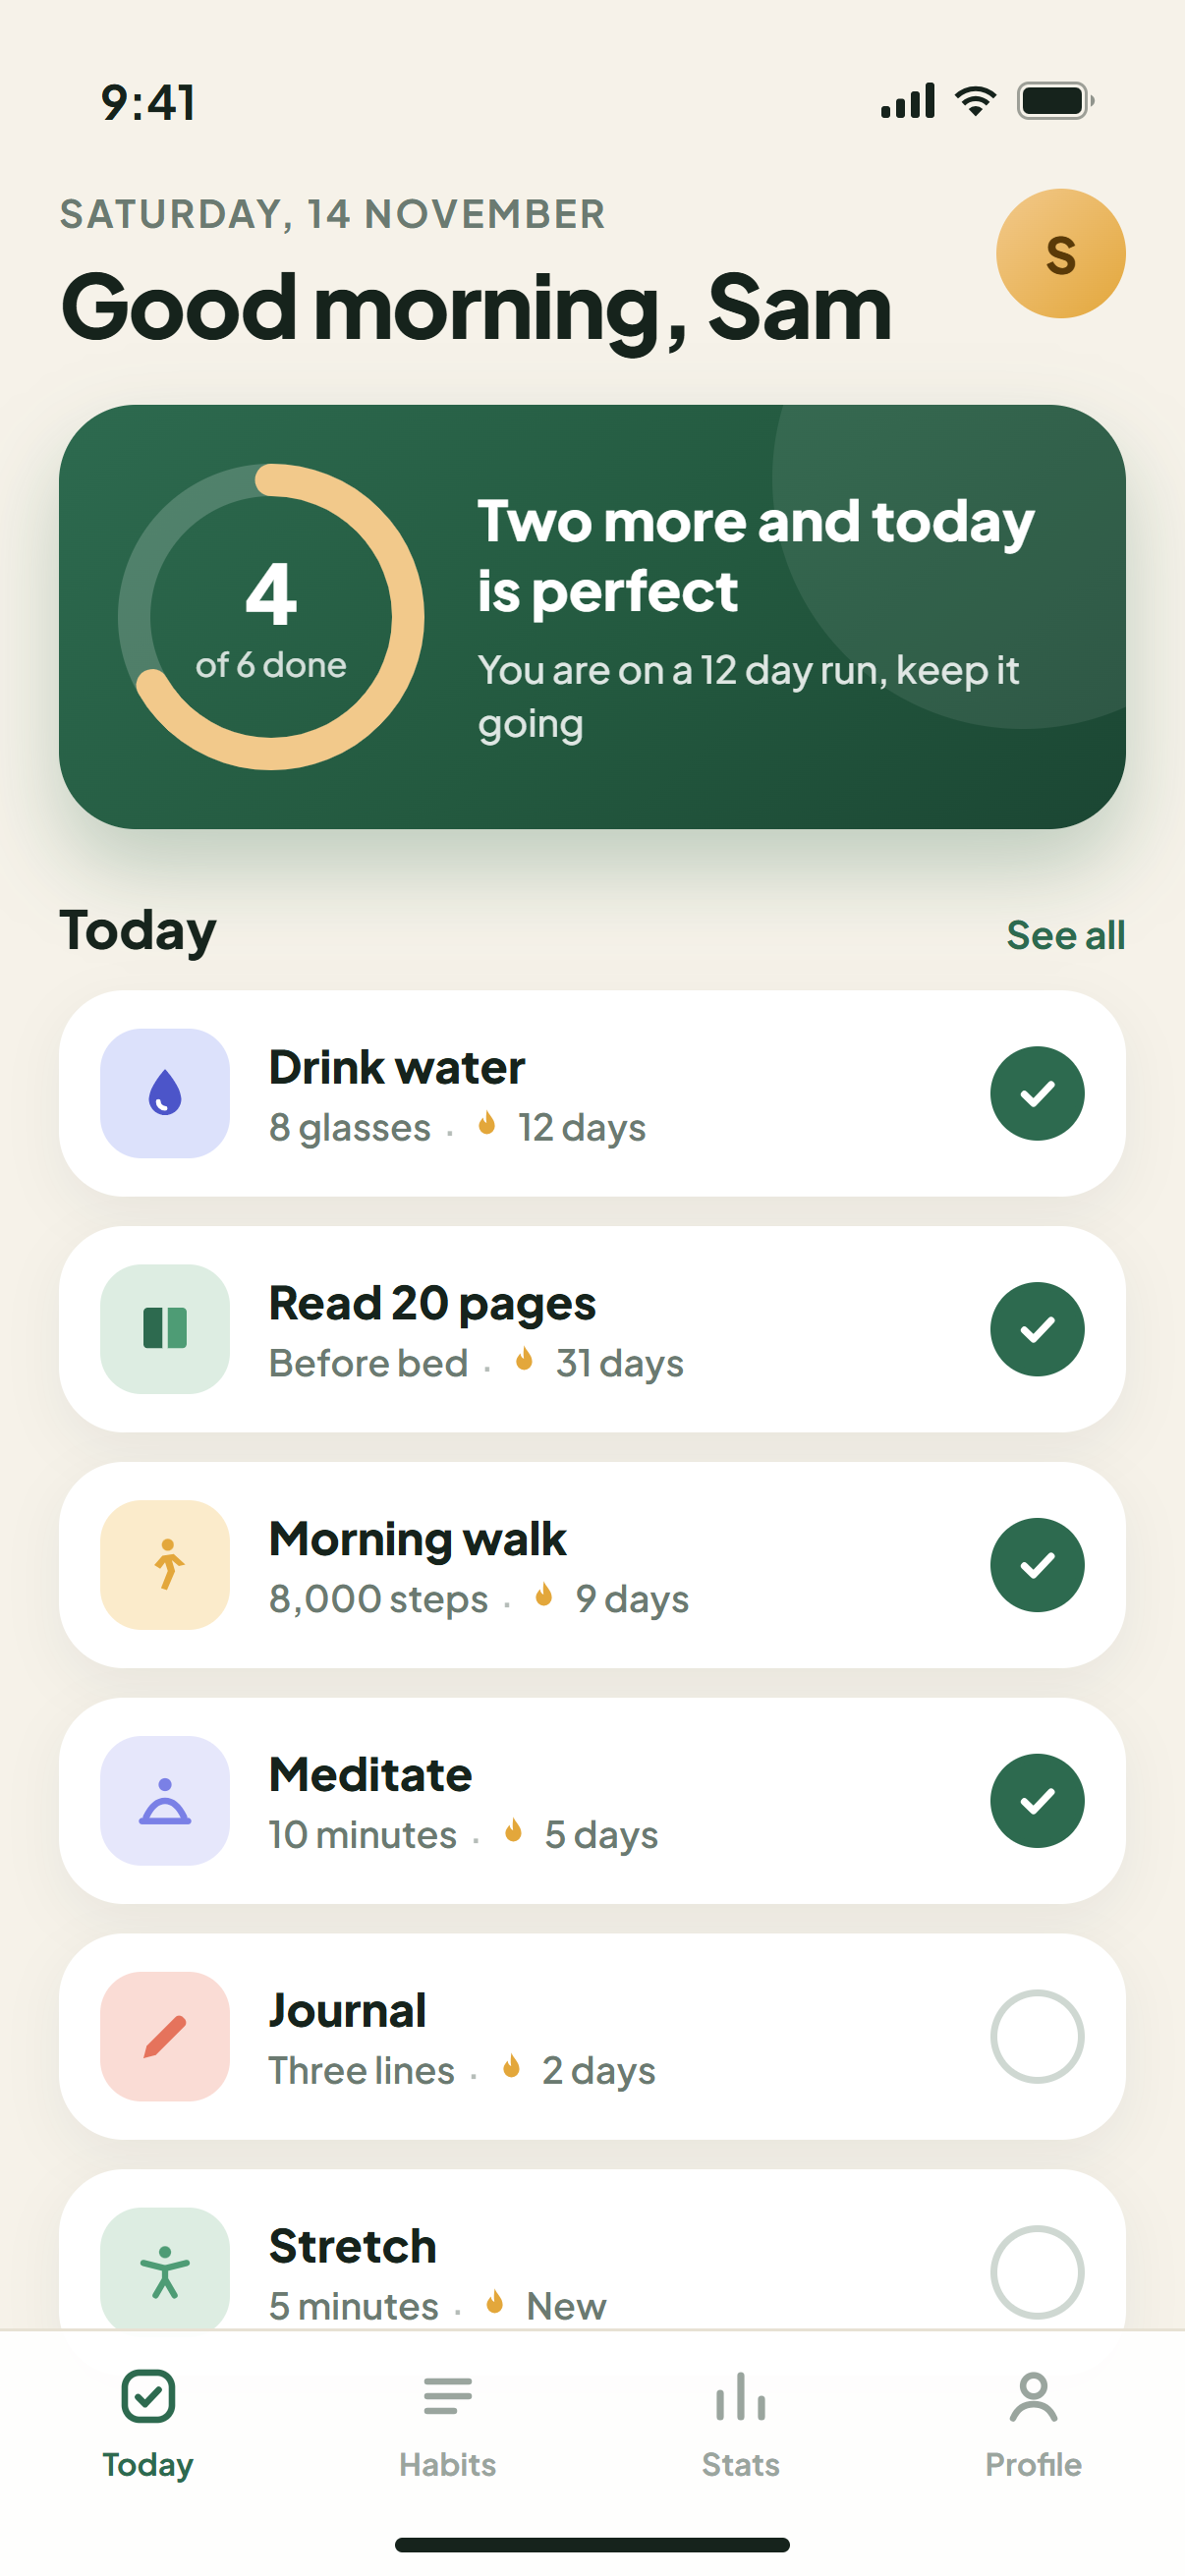 9:41
SATURDAY, 14 NOVEMBER
Good morning, Sam
S
4
of 6 done
Two more and today
is perfect
You are on a 12 day run, keep it
going
Today
See all
Drink water
8 glasses · 12 days
Read 20 pages
Before bed · 31 days
Morning walk
8,000 steps · 9 days
Meditate
10 minutes · 5 days
Journal
Three lines · 2 days
Stretch
5 minutes · New
Today
Habits
Stats
Profile